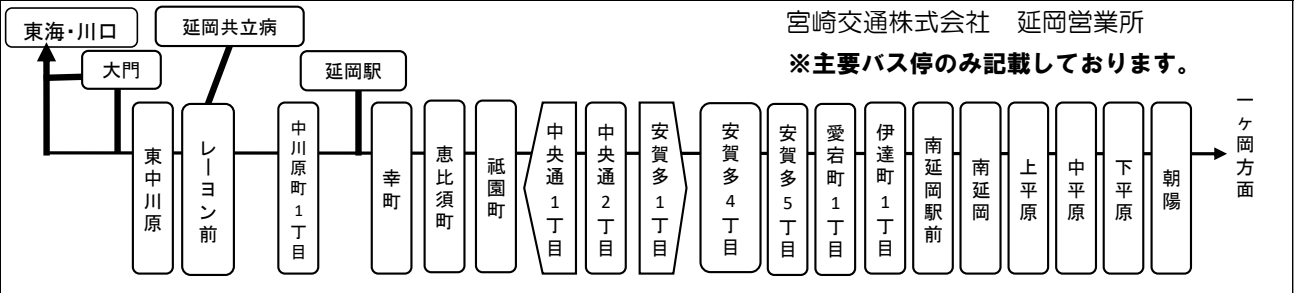 宮崎交通株式会社　延岡営業所
※主要バス停のみ記載しております。
東海・川口
延岡共立病
大門
延岡駅
東中川原
レーヨン前
中川原町1丁目
幸町
恵比須町
祗園町
中央通1丁目
中央通2丁目
安賀多1丁目
安賀多4丁目
安賀多5丁目
愛宕町1丁目
伊達町1丁目
南延岡駅前
南延岡
上平原
中平原
下平原
朝陽
一ヶ岡方面